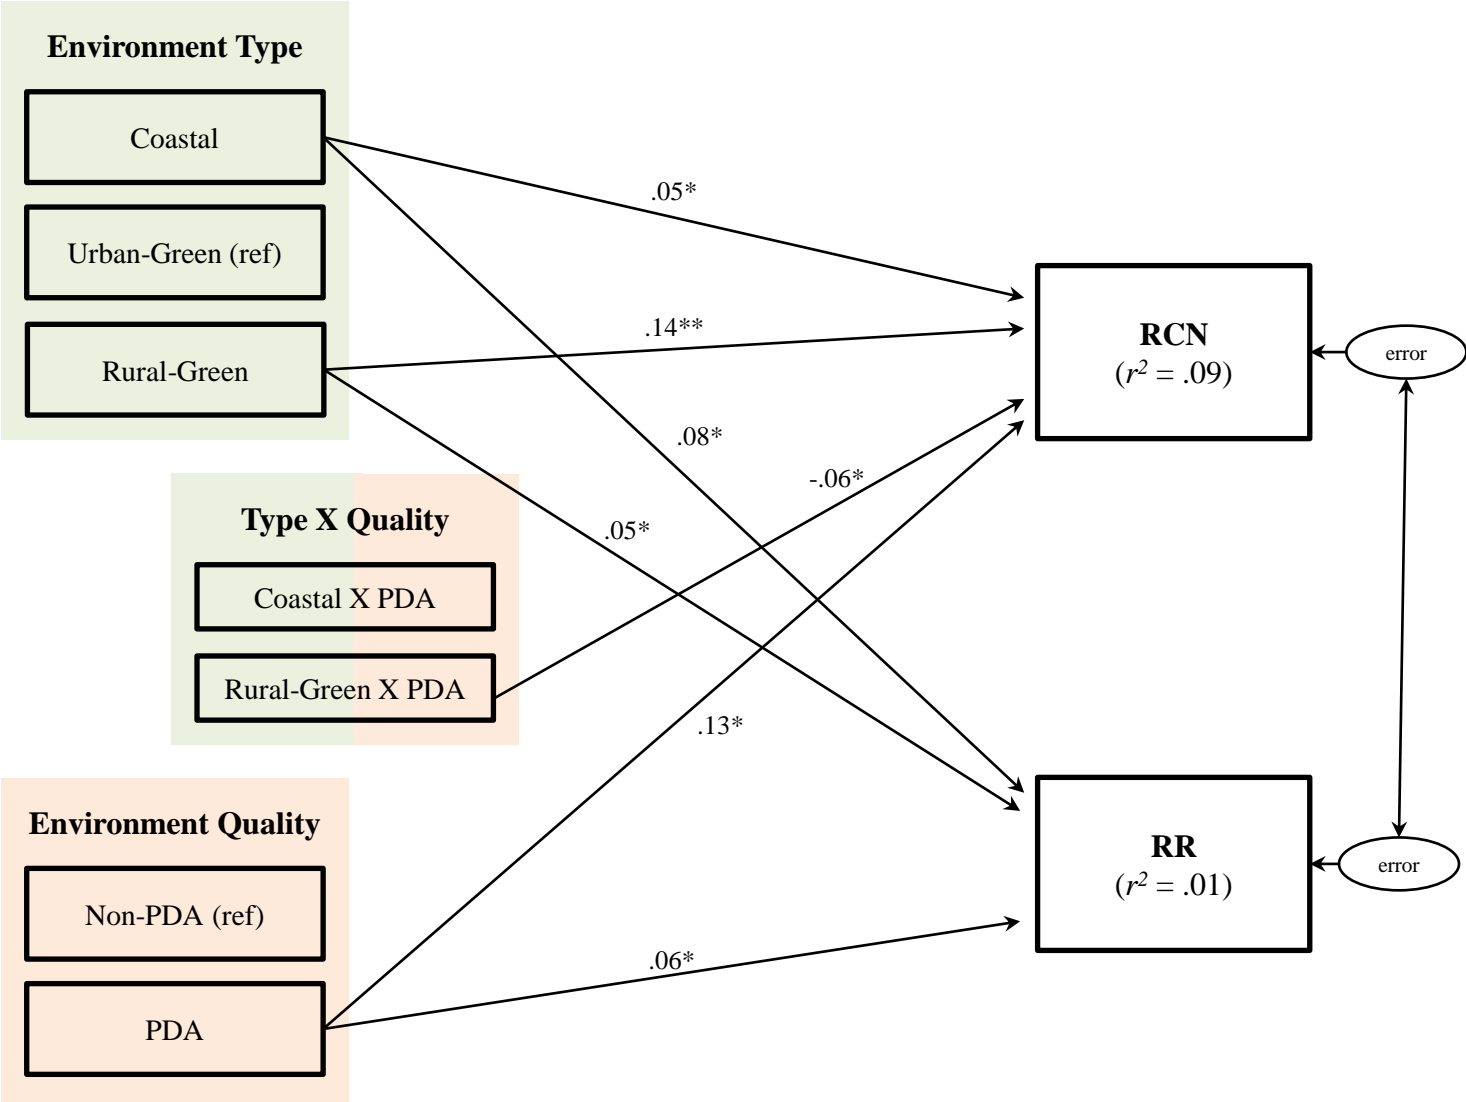 Environment Type
Coastal
Urban-Green (ref)
Rural-Green
Type X Quality
Coastal X PDA
Rural-Green X PDA
Environment Quality
Non-PDA (ref)
PDA
.05*
.14**
.08*
-.06*
.05*
.13*
.06*
RCN
(r² = .09)
error
RR
(r² = .01)
error